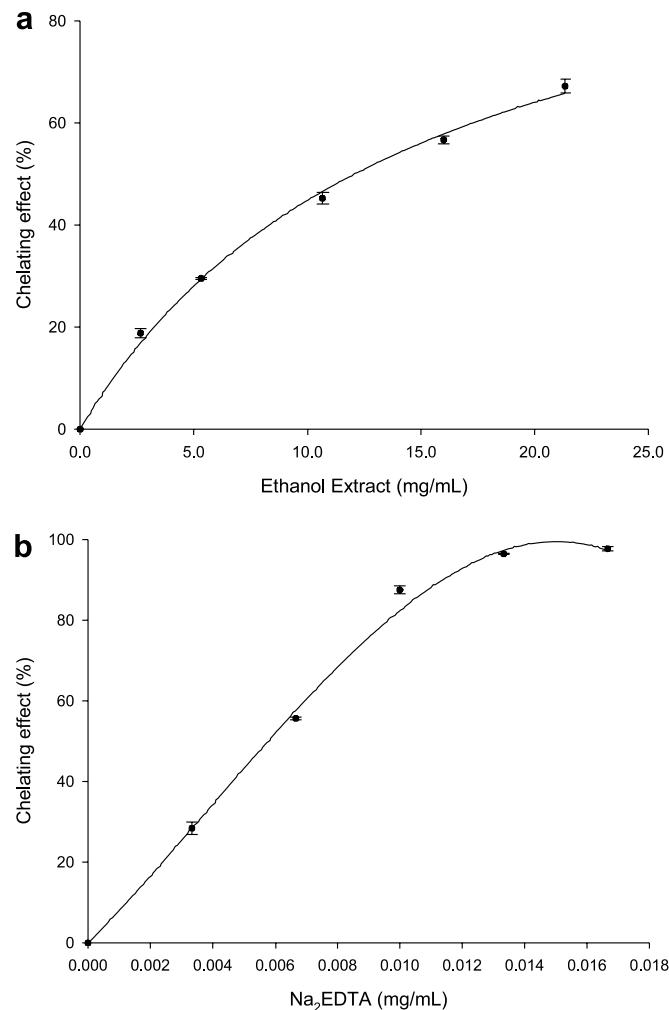 a
80
60
40
20
0
Chelating effect (%)
0.0 5.0 10.0 15.0 20.0 25.0
Ethanol Extract (mg/mL)
b
100
80
60
40
20
0
Chelating effect (%)
0.000 0.002 0.004 0.006 0.008 0.010 0.012 0.014 0.016 0.018
Na₂EDTA (mg/mL)